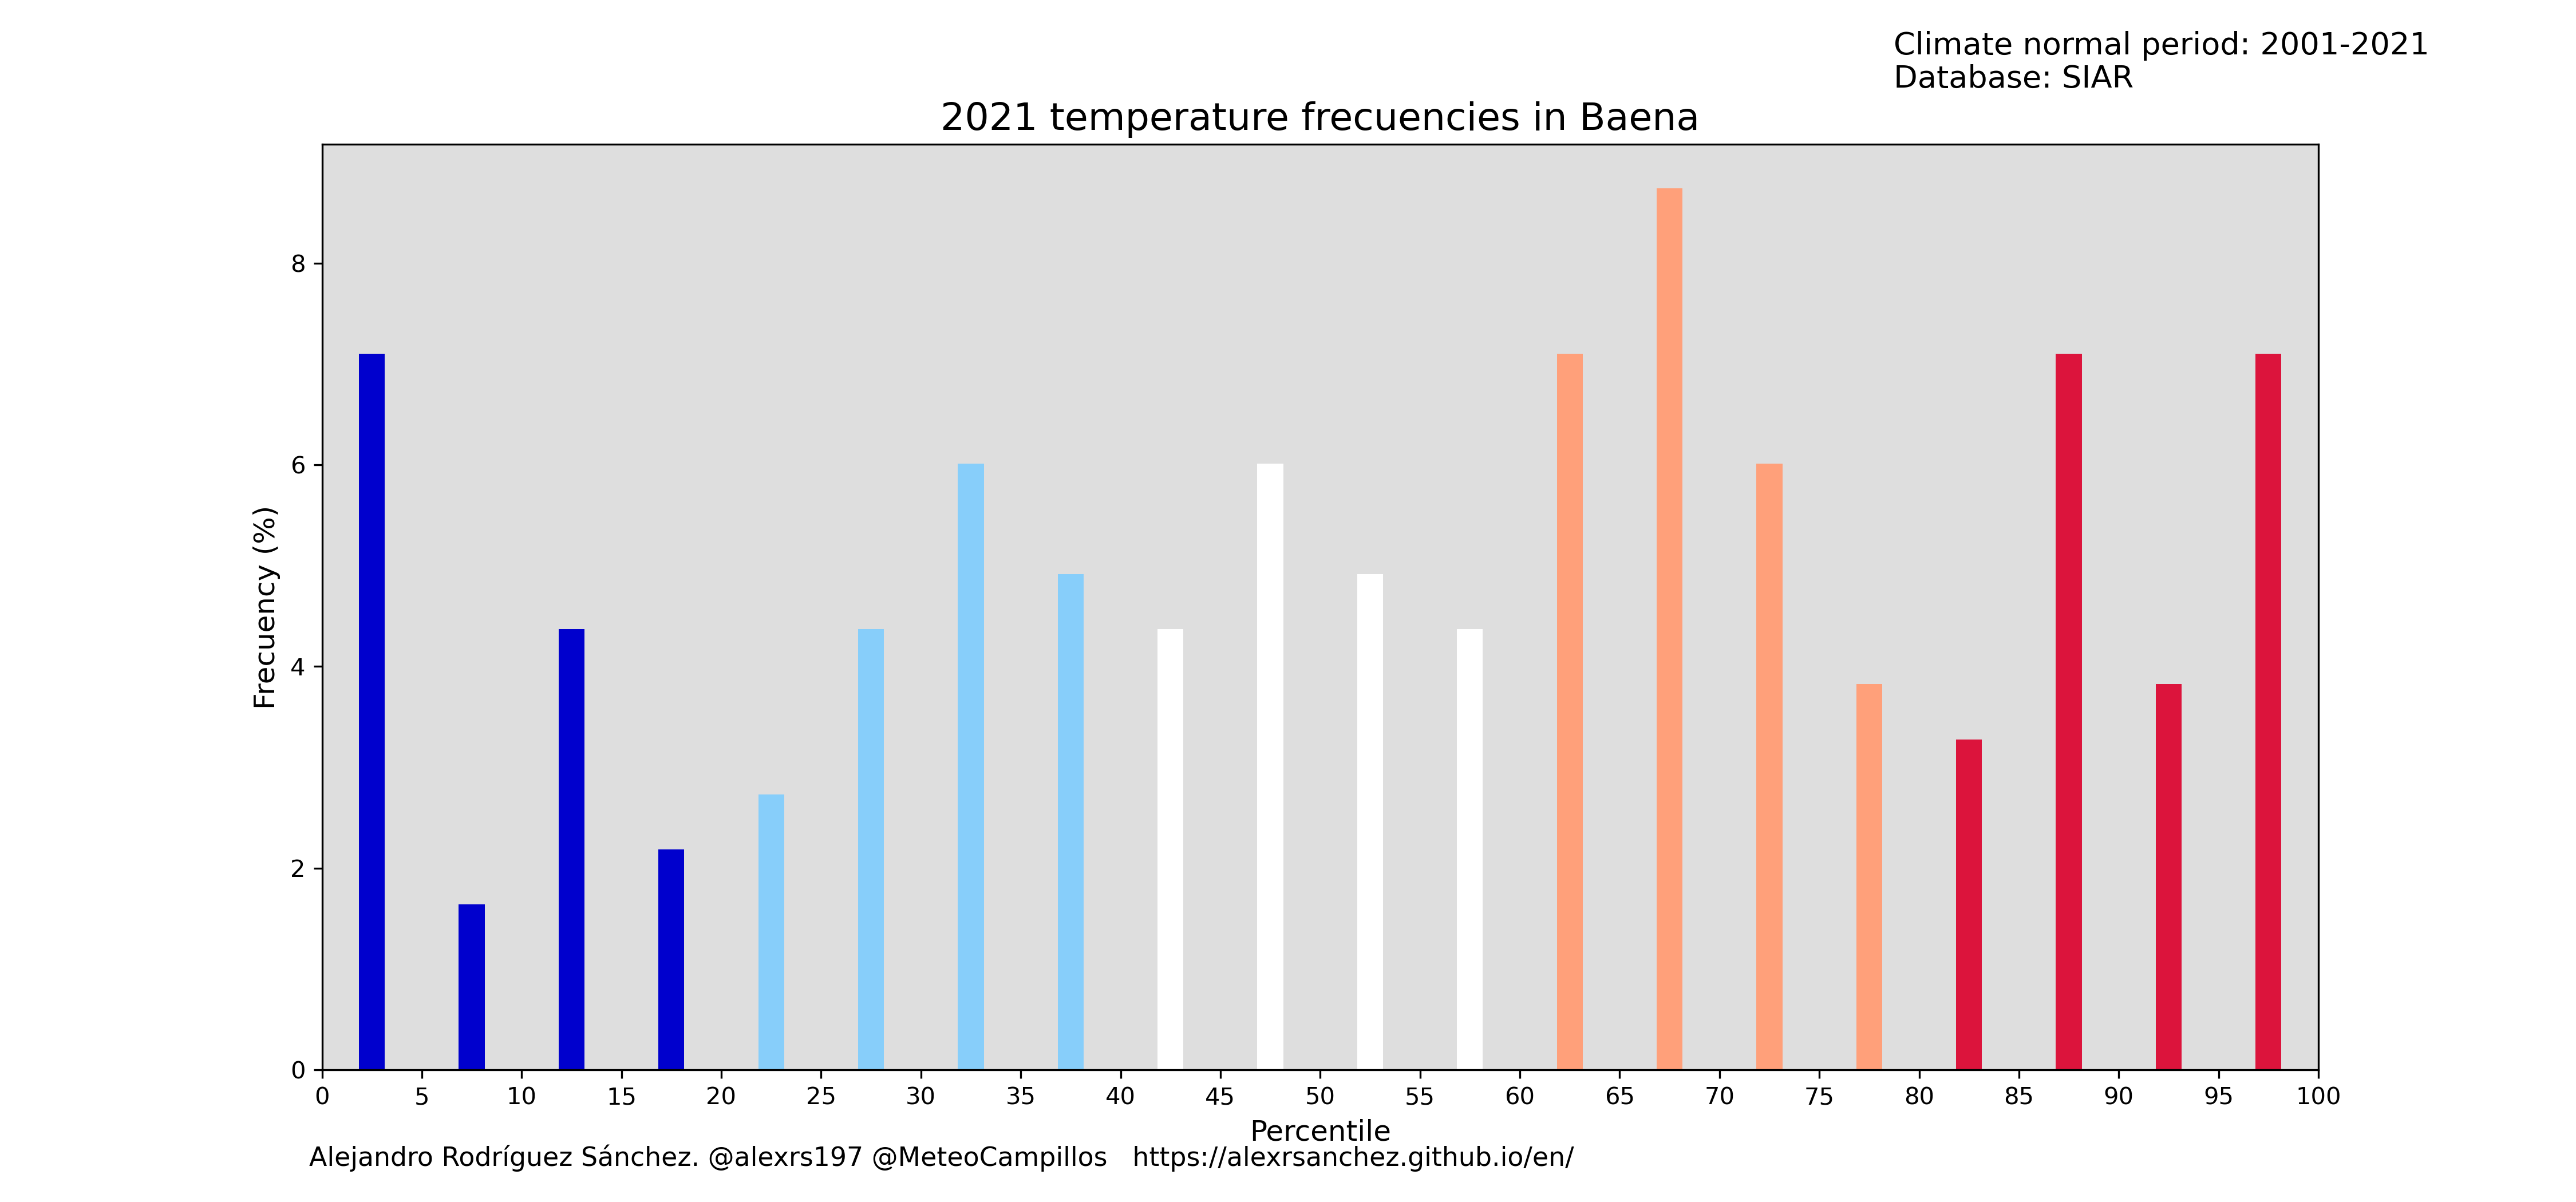 Climate normal period: 2001-2021
Database: SIAR
2021 temperature frecuencies in Baena
8
6
4
2
0
Frecuency (%)
0 5 10 15 20 25 30 35 40 45 50 55 60 65 70 75 80 85 90 95 100
Percentile
Alejandro Rodríguez Sánchez. @alexrs197 @MeteoCampillos https://alexrsanchez.github.io/en/